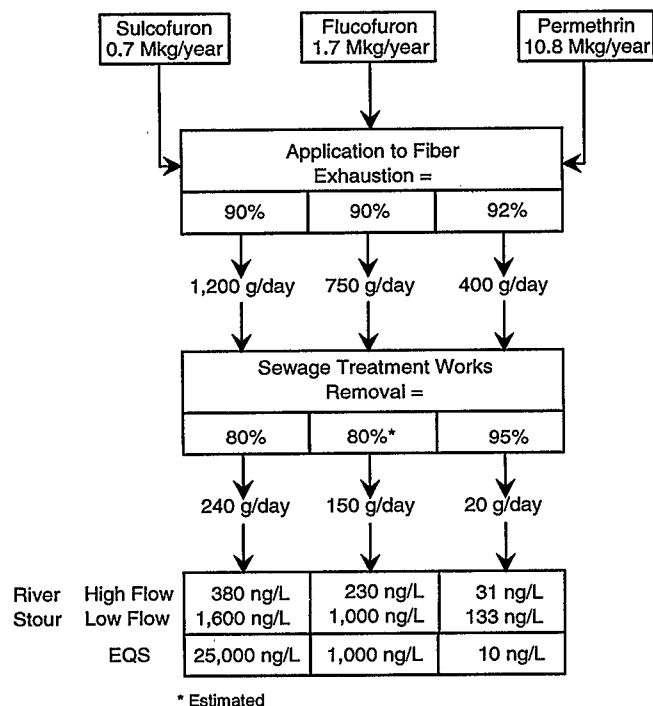 Sulcofuron
0.7 Mkg/year
Flucofuron
1.7 Mkg/year
Permethrin
10.8 Mkg/year
Application to Fiber
Exhaustion =
90% 90% 92%
1,200 g/day 750 g/day 400 g/day
Sewage Treatment Works
Removal =
80% 80%* 95%
240 g/day 150 g/day 20 g/day
River High Flow 380 ng/L 230 ng/L 31 ng/L
Stour Low Flow 1,600 ng/L 1,000 ng/L 133 ng/L
EQS 25,000 ng/L 1,000 ng/L 10 ng/L
* Estimated